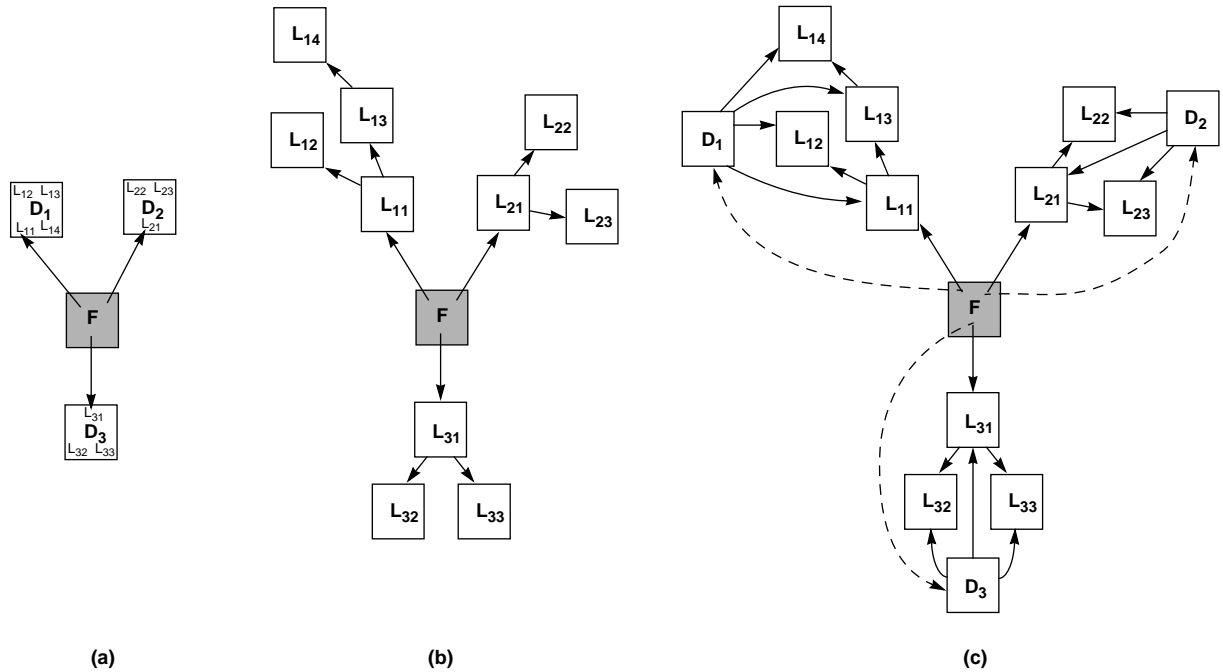 L12 L13
D1
L11 L14
L22 L23
D2
L21
F
L31
D3
L32 L33
(a)
L14
L13
L12
L11
L22
L21
L23
F
L31
L32
L33
(b)
L14
L13
D1
L12
L11
L22
D2
L21
L23
F
L31
L32
L33
D3
(c)